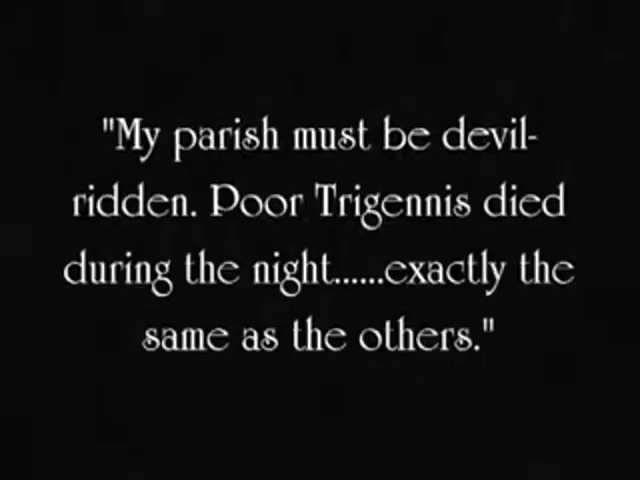 "My parish must be devil-
ridden. Poor Trigennis died
during the night......exactly the
same as the others."